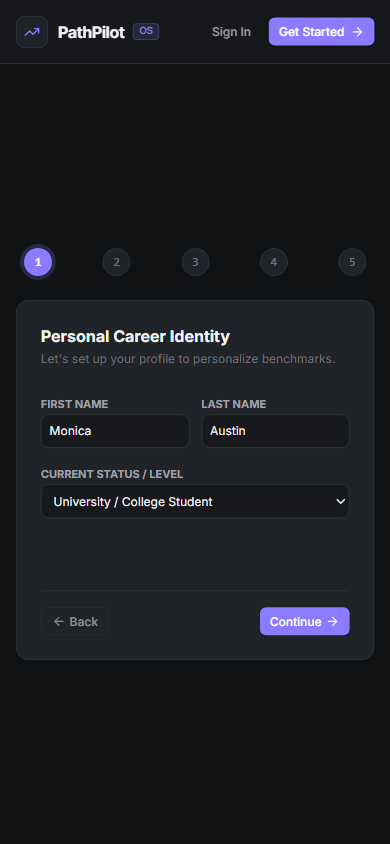 PathPilot OS Sign In Get Started →
1 2 3 4 5
Personal Career Identity
Let's set up your profile to personalize benchmarks.
FIRST NAME LAST NAME
Monica Austin
CURRENT STATUS / LEVEL
University / College Student
← Back Continue →